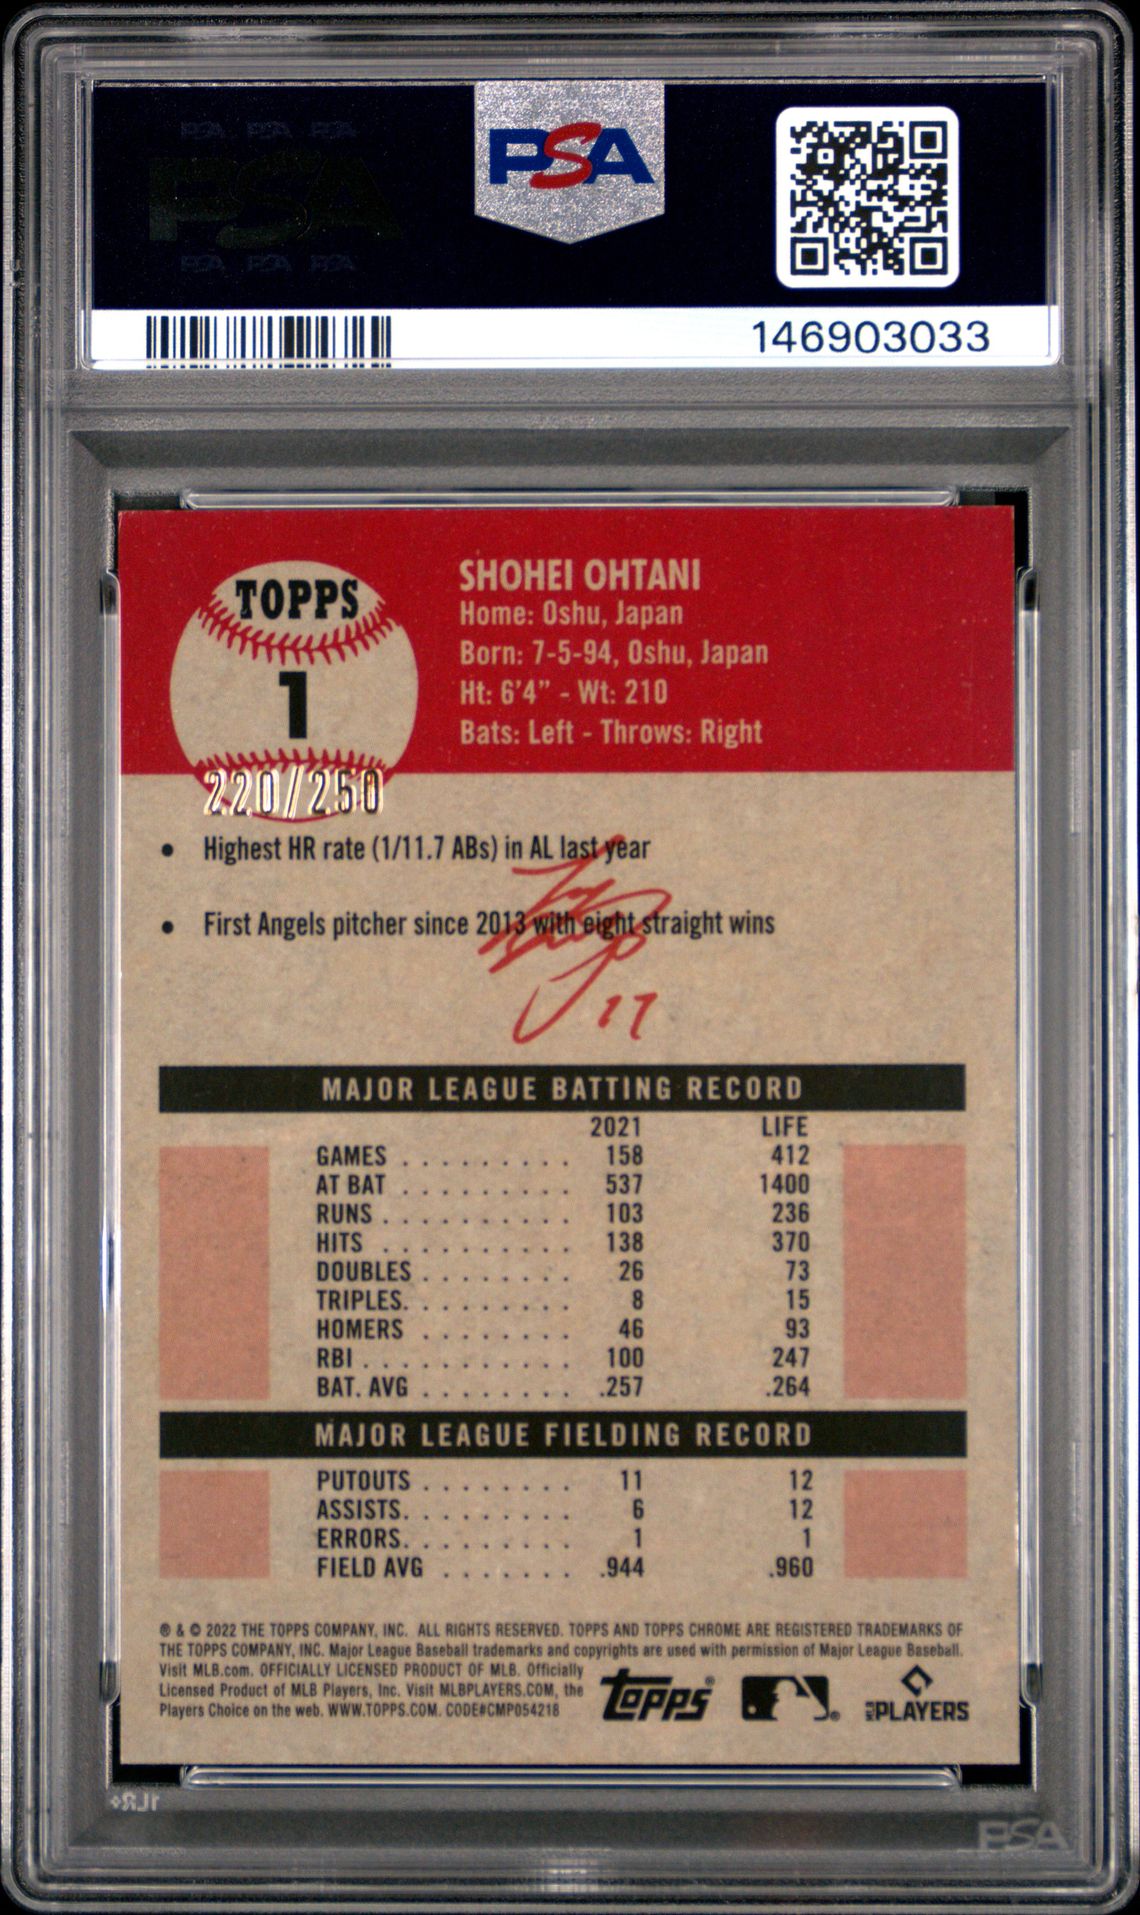 PSA PSA PSA
PSA
PSA PSA PSA
PSA
146903033
TOPPS
1
220/250
SHOHEI OHTANI
Home: Oshu, Japan
Born: 7-5-94, Oshu, Japan
Ht: 6'4" - Wt: 210
Bats: Left - Throws: Right
• Highest HR rate (1/11.7 ABs) in AL last year
• First Angels pitcher since 2013 with eight straight wins
17
MAJOR LEAGUE BATTING RECORD
2021 LIFE
GAMES . . . . . . . . . 158 412
AT BAT . . . . . . . . . 537 1400
RUNS . . . . . . . . . . 103 236
HITS . . . . . . . . . . 138 370
DOUBLES . . . . . . . . 26 73
TRIPLES. . . . . . . . . 8 15
HOMERS . . . . . . . . 46 93
RBI . . . . . . . . . . . 100 247
BAT. AVG . . . . . . . . .257 .264
MAJOR LEAGUE FIELDING RECORD
PUTOUTS . . . . . . . . 11 12
ASSISTS. . . . . . . . . 6 12
ERRORS. . . . . . . . . 1 1
FIELD AVG . . . . . . . .944 .960
® & © 2022 THE TOPPS COMPANY, INC. ALL RIGHTS RESERVED. TOPPS AND TOPPS CHROME ARE REGISTERED TRADEMARKS OF
THE TOPPS COMPANY, INC. Major League Baseball trademarks and copyrights are used with permission of Major League Baseball.
Visit MLB.com. OFFICIALLY LICENSED PRODUCT OF MLB. Officially
Licensed Product of MLB Players, Inc. Visit MLBPLAYERS.COM, the
Players Choice on the web. WWW.TOPPS.COM. CODE#CMP054218
Topps®
MLB PLAYERS
PSA